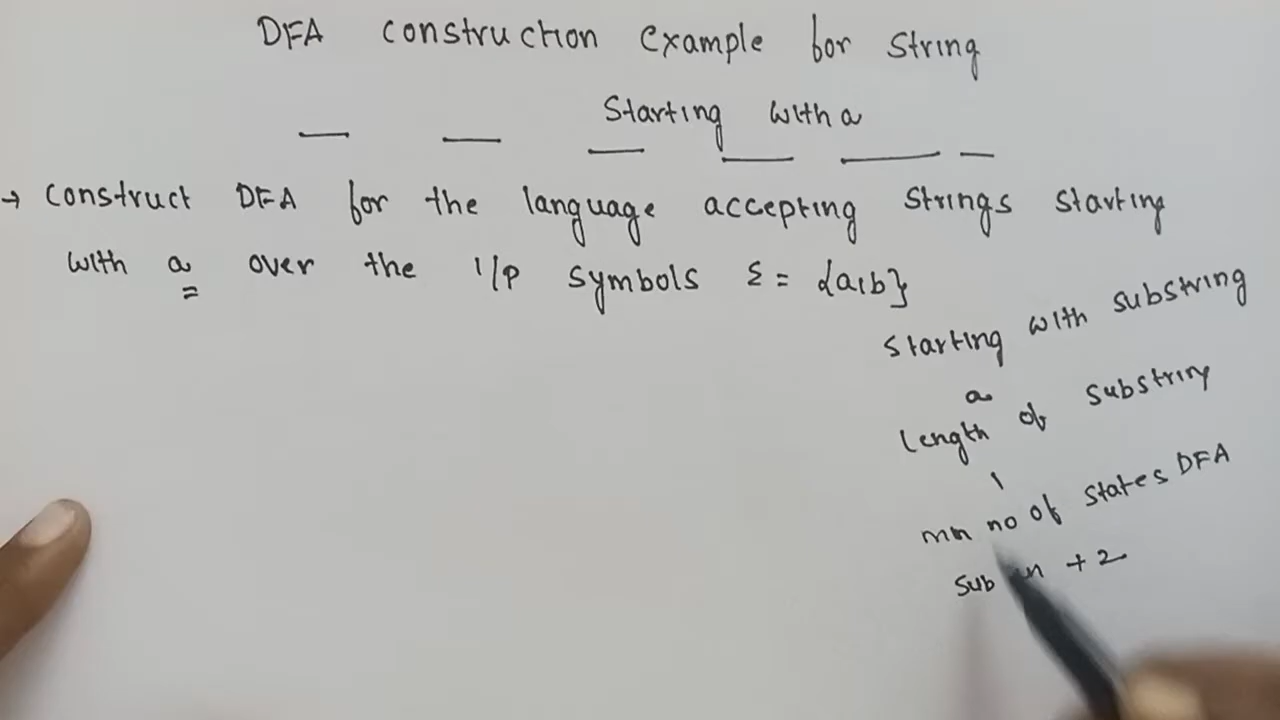 DFA construction Example for String
Starting with a
→ construct DFA for the language accepting Strings Starting
with a over the I/P symbols Σ = {a,b}
Starting with substring
a
length of substring
1
min no of states DFA
Sub +2